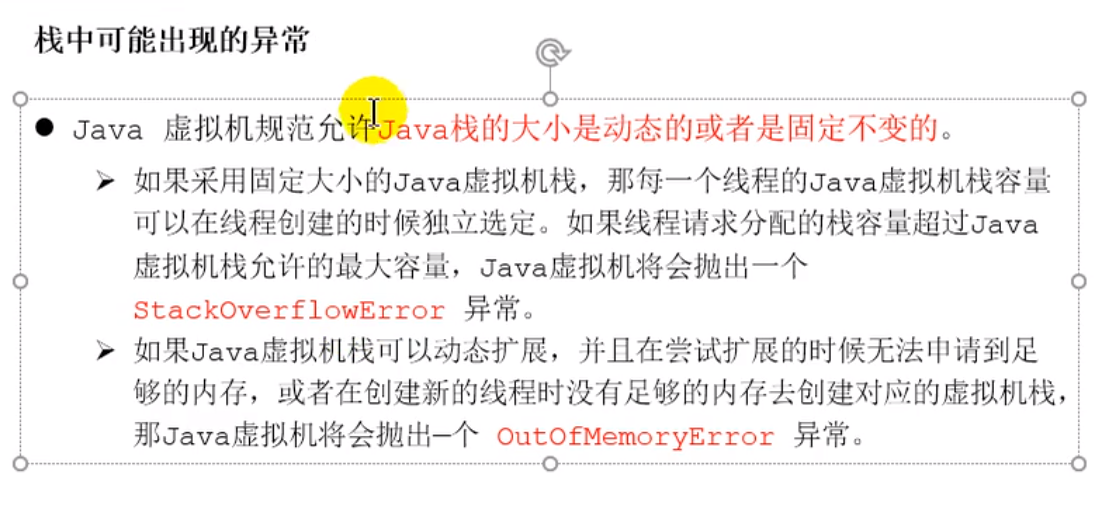 栈中可能出现的异常
● Java 虚拟机规范允许Java栈的大小是动态的或者是固定不变的。
➢ 如果采用固定大小的Java虚拟机栈，那每一个线程的Java虚拟机栈容量
可以在线程创建的时候独立选定。如果线程请求分配的栈容量超过Java
虚拟机栈允许的最大容量，Java虚拟机将会抛出一个
StackOverflowError 异常。
➢ 如果Java虚拟机栈可以动态扩展，并且在尝试扩展的时候无法申请到足
够的内存，或者在创建新的线程时没有足够的内存去创建对应的虚拟机栈，
那Java虚拟机将会抛出一个 OutOfMemoryError 异常。